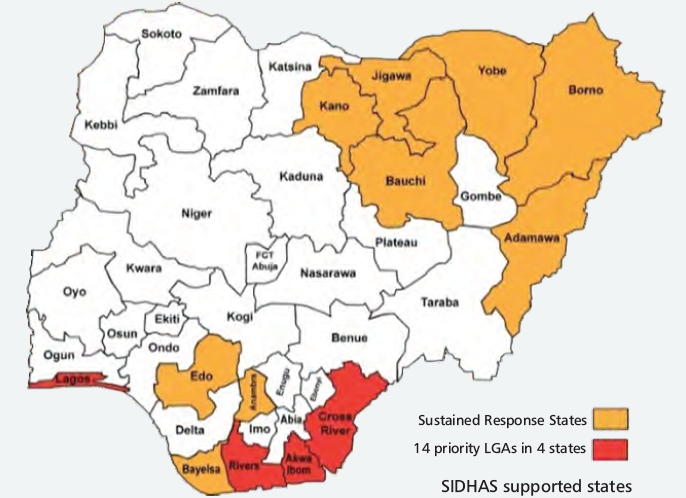 Sokoto
Katsina
Zamfara
Jigawa
Yobe
Borno
Kano
Kebbi
Kaduna
Bauchi
Gombe
Niger
Adamawa
Plateau
FCT
Abuja
Kwara
Nasarawa
Oyo
Taraba
Ekiti
Kogi
Osun
Benue
Ondo
Ogun
Lagos
Edo
Anambra
Enugu
Ebonyi
Delta
Imo
Abia
Cross
River
Bayelsa
Rivers
Akwa
Ibom
Sustained Response States
14 priority LGAs in 4 states
SIDHAS supported states